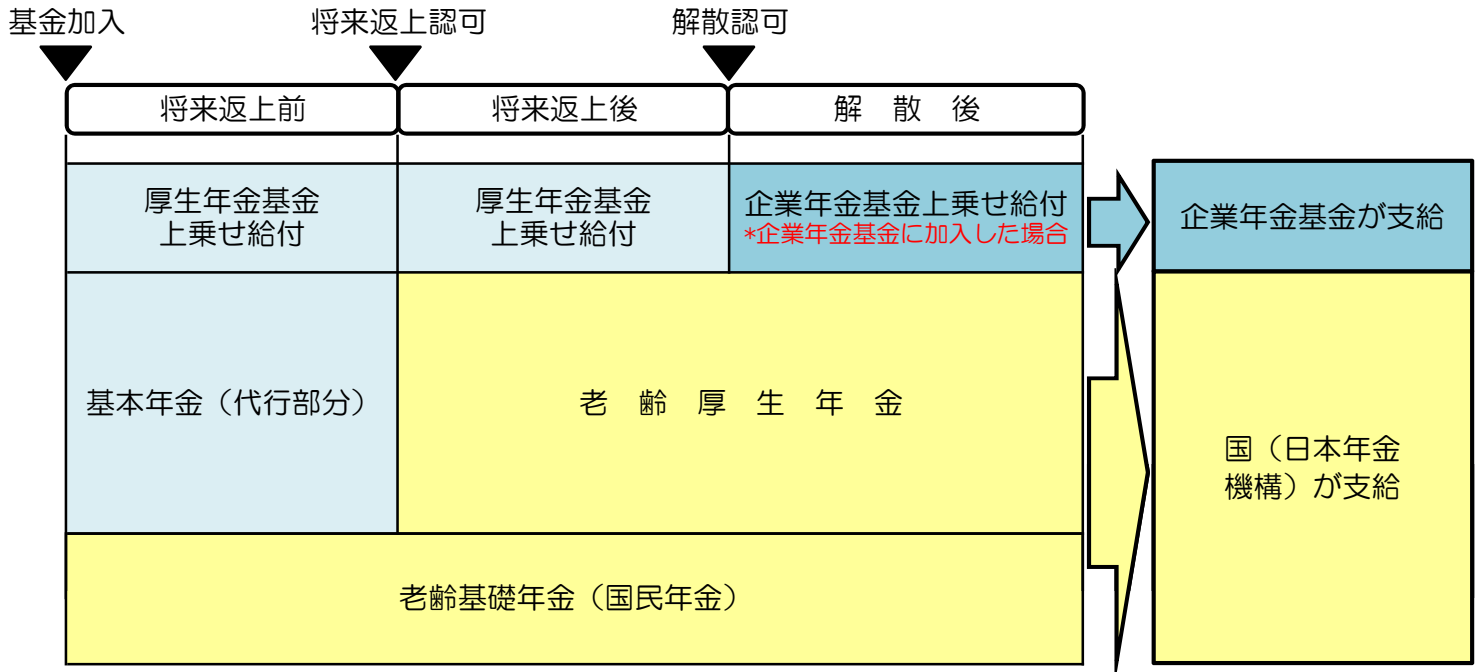 基金加入
将来返上認可
解散認可
将来返上前
将来返上後
解　散　後
厚生年金基金
上乗せ給付
厚生年金基金
上乗せ給付
企業年金基金上乗せ給付
*企業年金基金に加入した場合
企業年金基金が支給
基本年金（代行部分）
老　齢　厚　生　年　金
国（日本年金
機構）が支給
老齢基礎年金（国民年金）